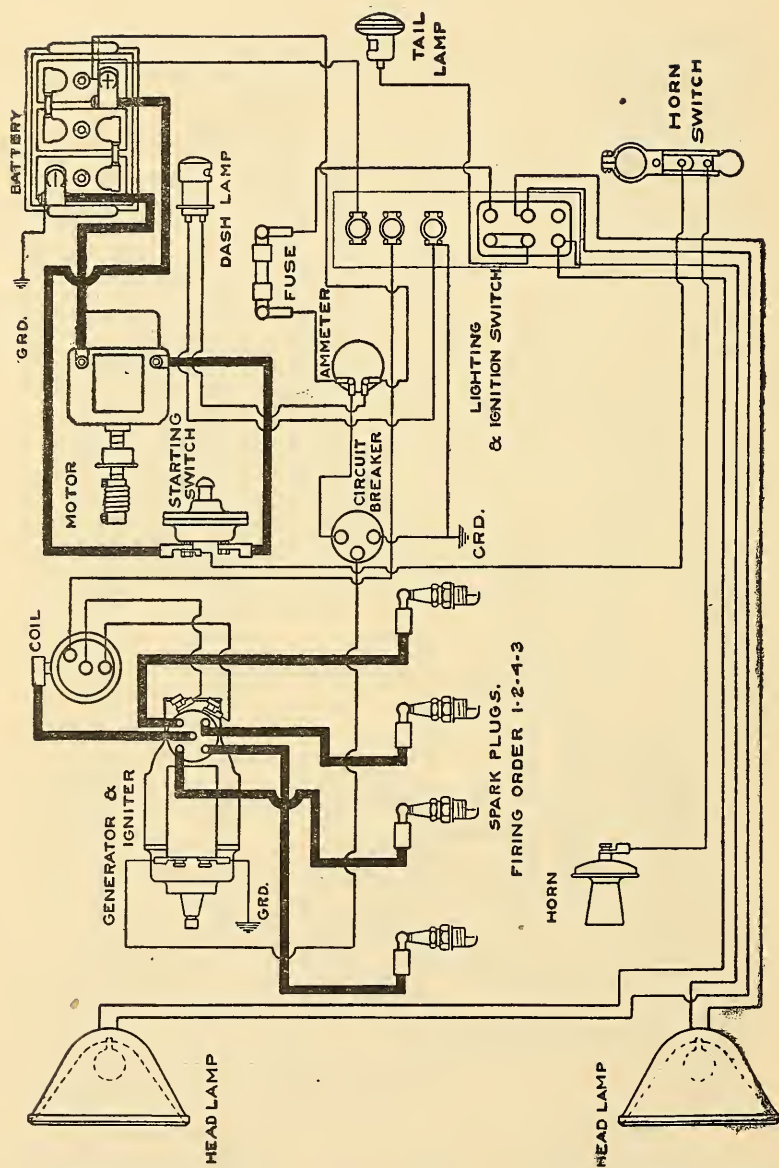 HEAD LAMP
GENERATOR &
IGNITER
GRD.
COIL
MOTOR
STARTING
SWITCH
GRD.
BATTERY
DASH LAMP
FUSE
AMMETER
CIRCUIT
BREAKER
GRD.
TAIL
LAMP
LIGHTING
& IGNITION SWITCH
SPARK PLUGS.
FIRING ORDER 1-2-4-3
HORN
HORN
SWITCH
HEAD LAMP